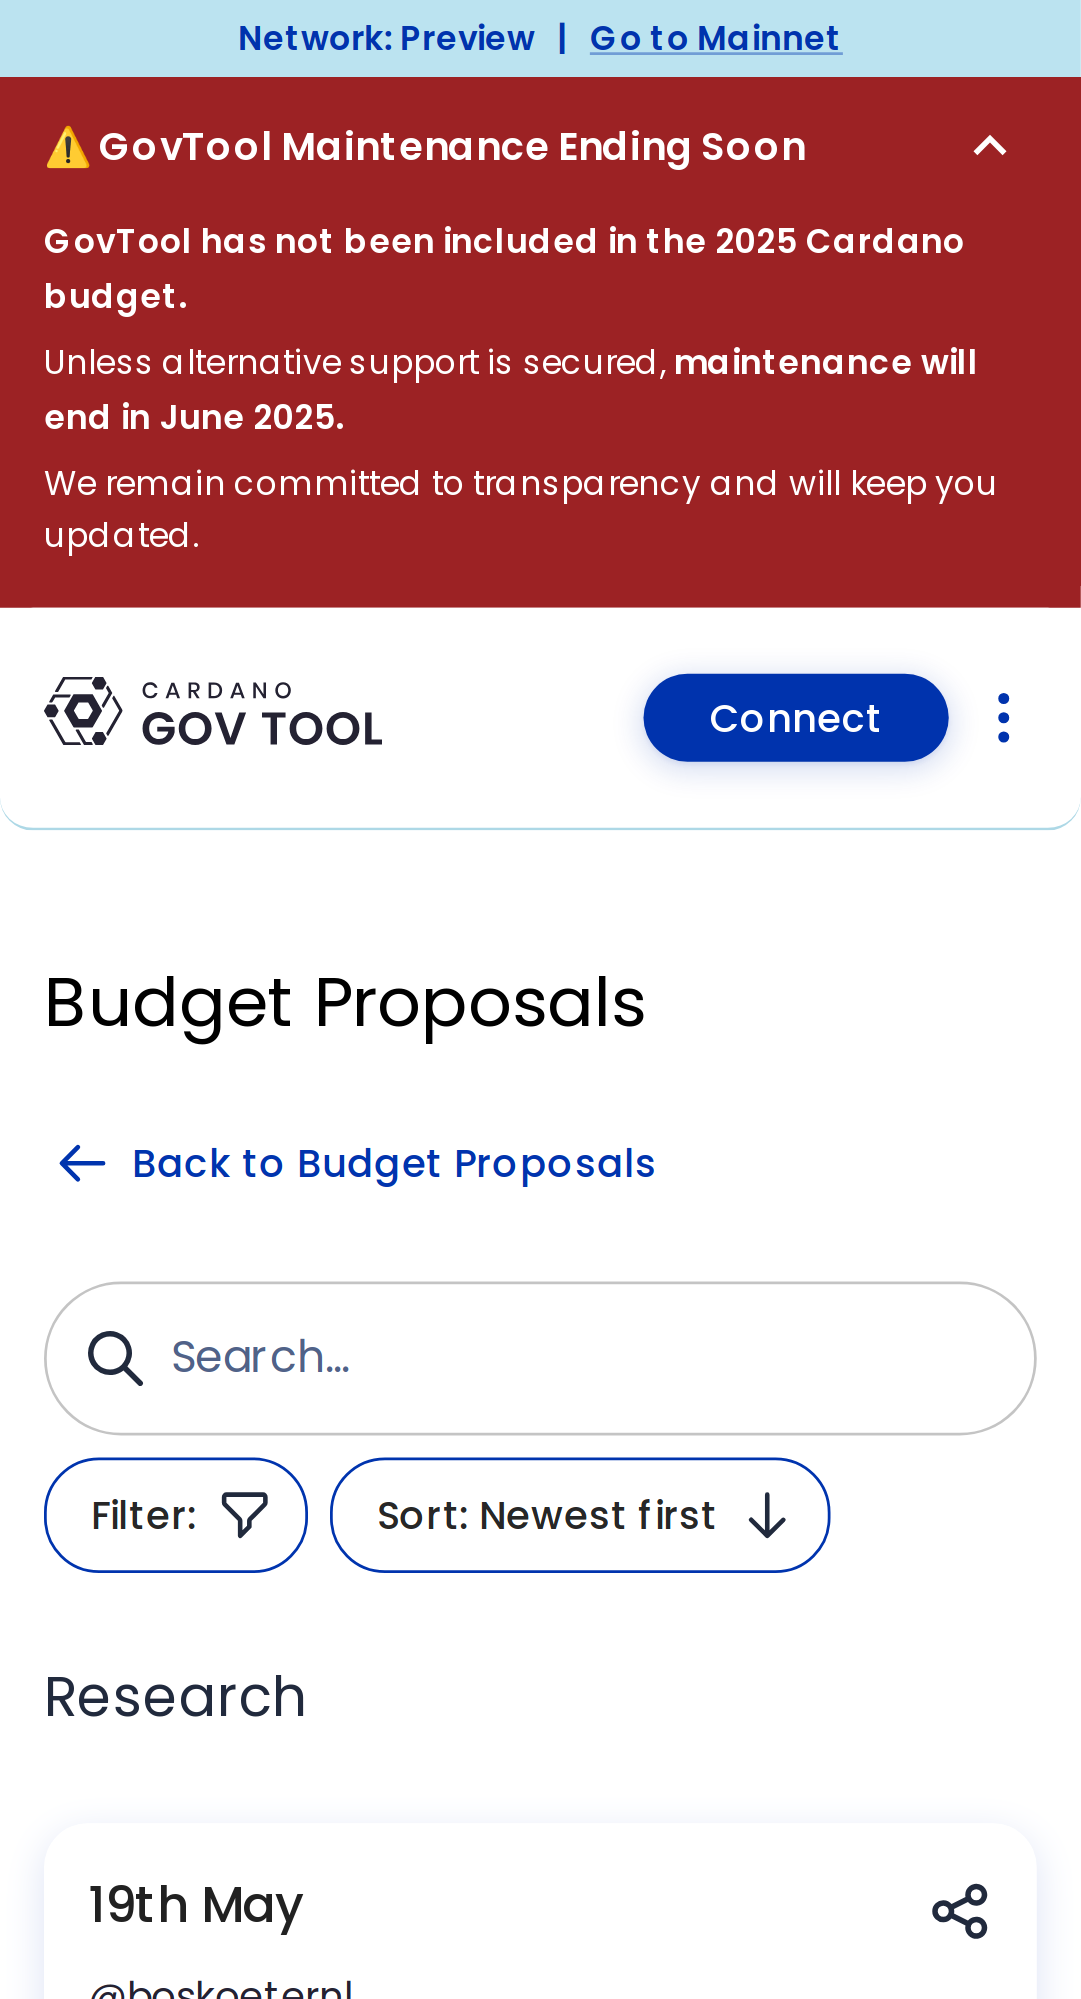 Network: Preview | Go to Mainnet
⚠️ GovTool Maintenance Ending Soon
GovTool has not been included in the 2025 Cardano
budget.
Unless alternative support is secured, maintenance will
end in June 2025.
We remain committed to transparency and will keep you
updated.
CARDANO
GOV TOOL
Connect
Budget Proposals
Back to Budget Proposals
Search...
Filter:
Sort: Newest first
Research
19th May
@boskoeternl